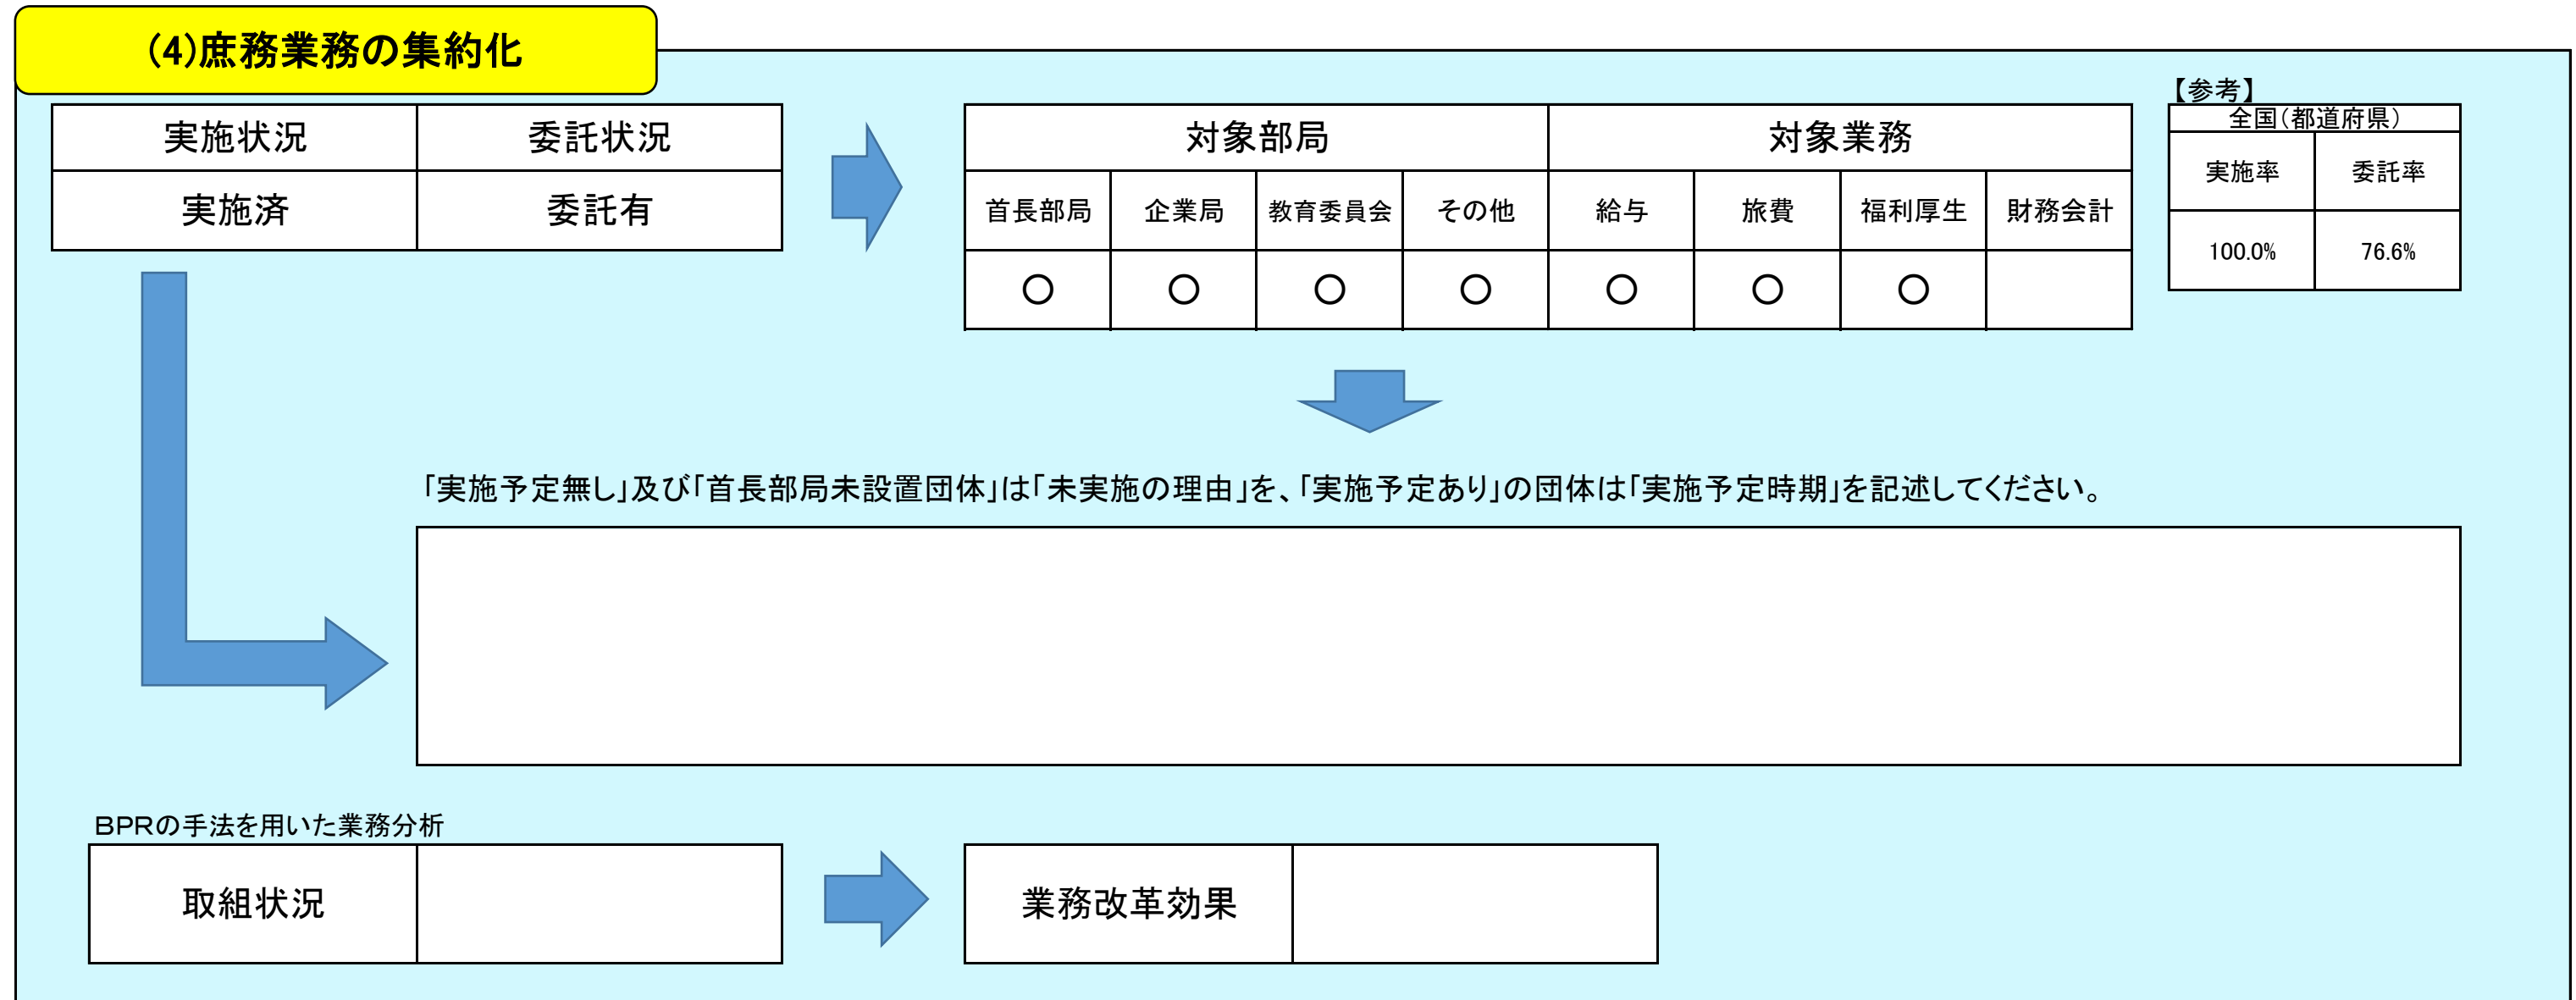 (4)庶務業務の集約化
実施状況 委託状況
実施済 委託有
対象部局 対象業務
首長部局 企業局 教育委員会 その他 給与 旅費 福利厚生 財務会計
○ ○ ○ ○ ○ ○ ○
【参考】
全国(都道府県)
実施率 委託率
100.0% 76.6%
「実施予定無し」及び「首長部局未設置団体」は「未実施の理由」を、「実施予定あり」の団体は「実施予定時期」を記述してください。
BPRの手法を用いた業務分析
取組状況
業務改革効果